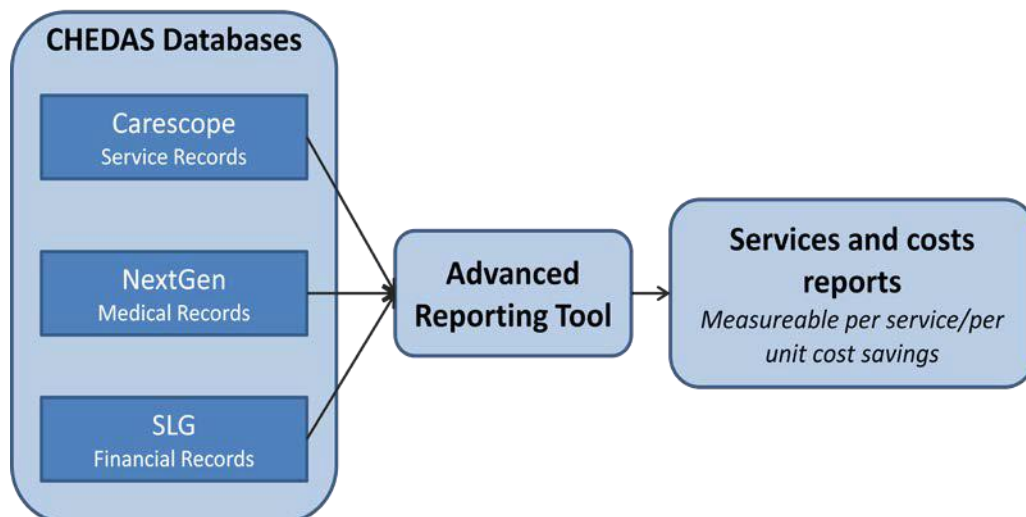 CHEDAS Databases
Carescope
Service Records
NextGen
Medical Records
SLG
Financial Records
Advanced
Reporting Tool
Services and costs
reports
Measureable per service/per
unit cost savings